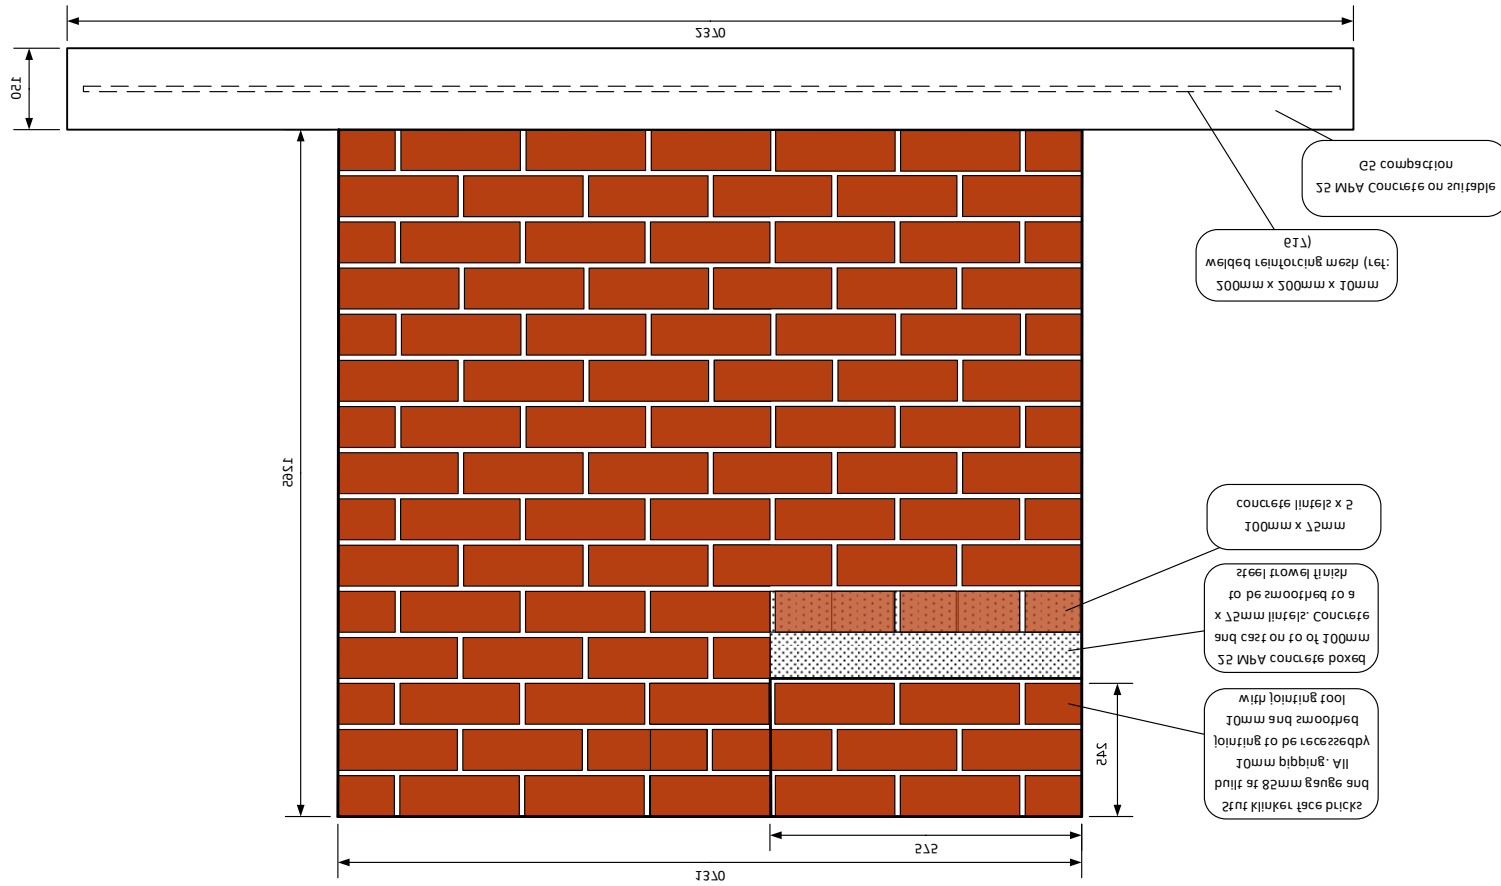 1370
575
Stut klinker face bricks
built at 85mm gauge and
10mm pipping. All
jointing to be recessedby
10mm and smoothed
with jointing tool
245
25 MPA concrete boxed
and cast on to of 100mm
x 75mm lintels. Concrete
to be smoothed to a
steel trowel finish
100mm x 75mm
concrete lintels x 5
1265
200mm x 200mm x 10mm
welded reinforcing mesh (ref:
617)
25 MPA Concrete on suitable
G5 compaction
150
2370